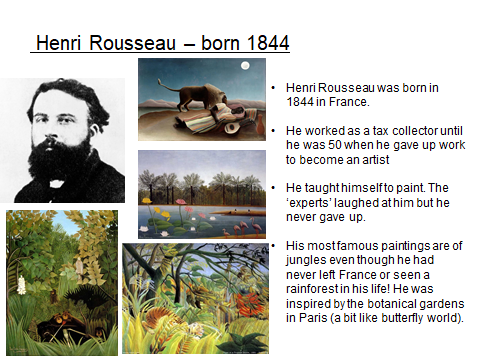 Henri Rousseau – born 1844
• Henri Rousseau was born in
1844 in France.
• He worked as a tax collector until
he was 50 when he gave up work
to become an artist
• He taught himself to paint. The
‘experts’ laughed at him but he
never gave up.
• His most famous paintings are of
jungles even though he had
never left France or seen a
rainforest in his life! He was
inspired by the botanical gardens
in Paris (a bit like butterfly world).